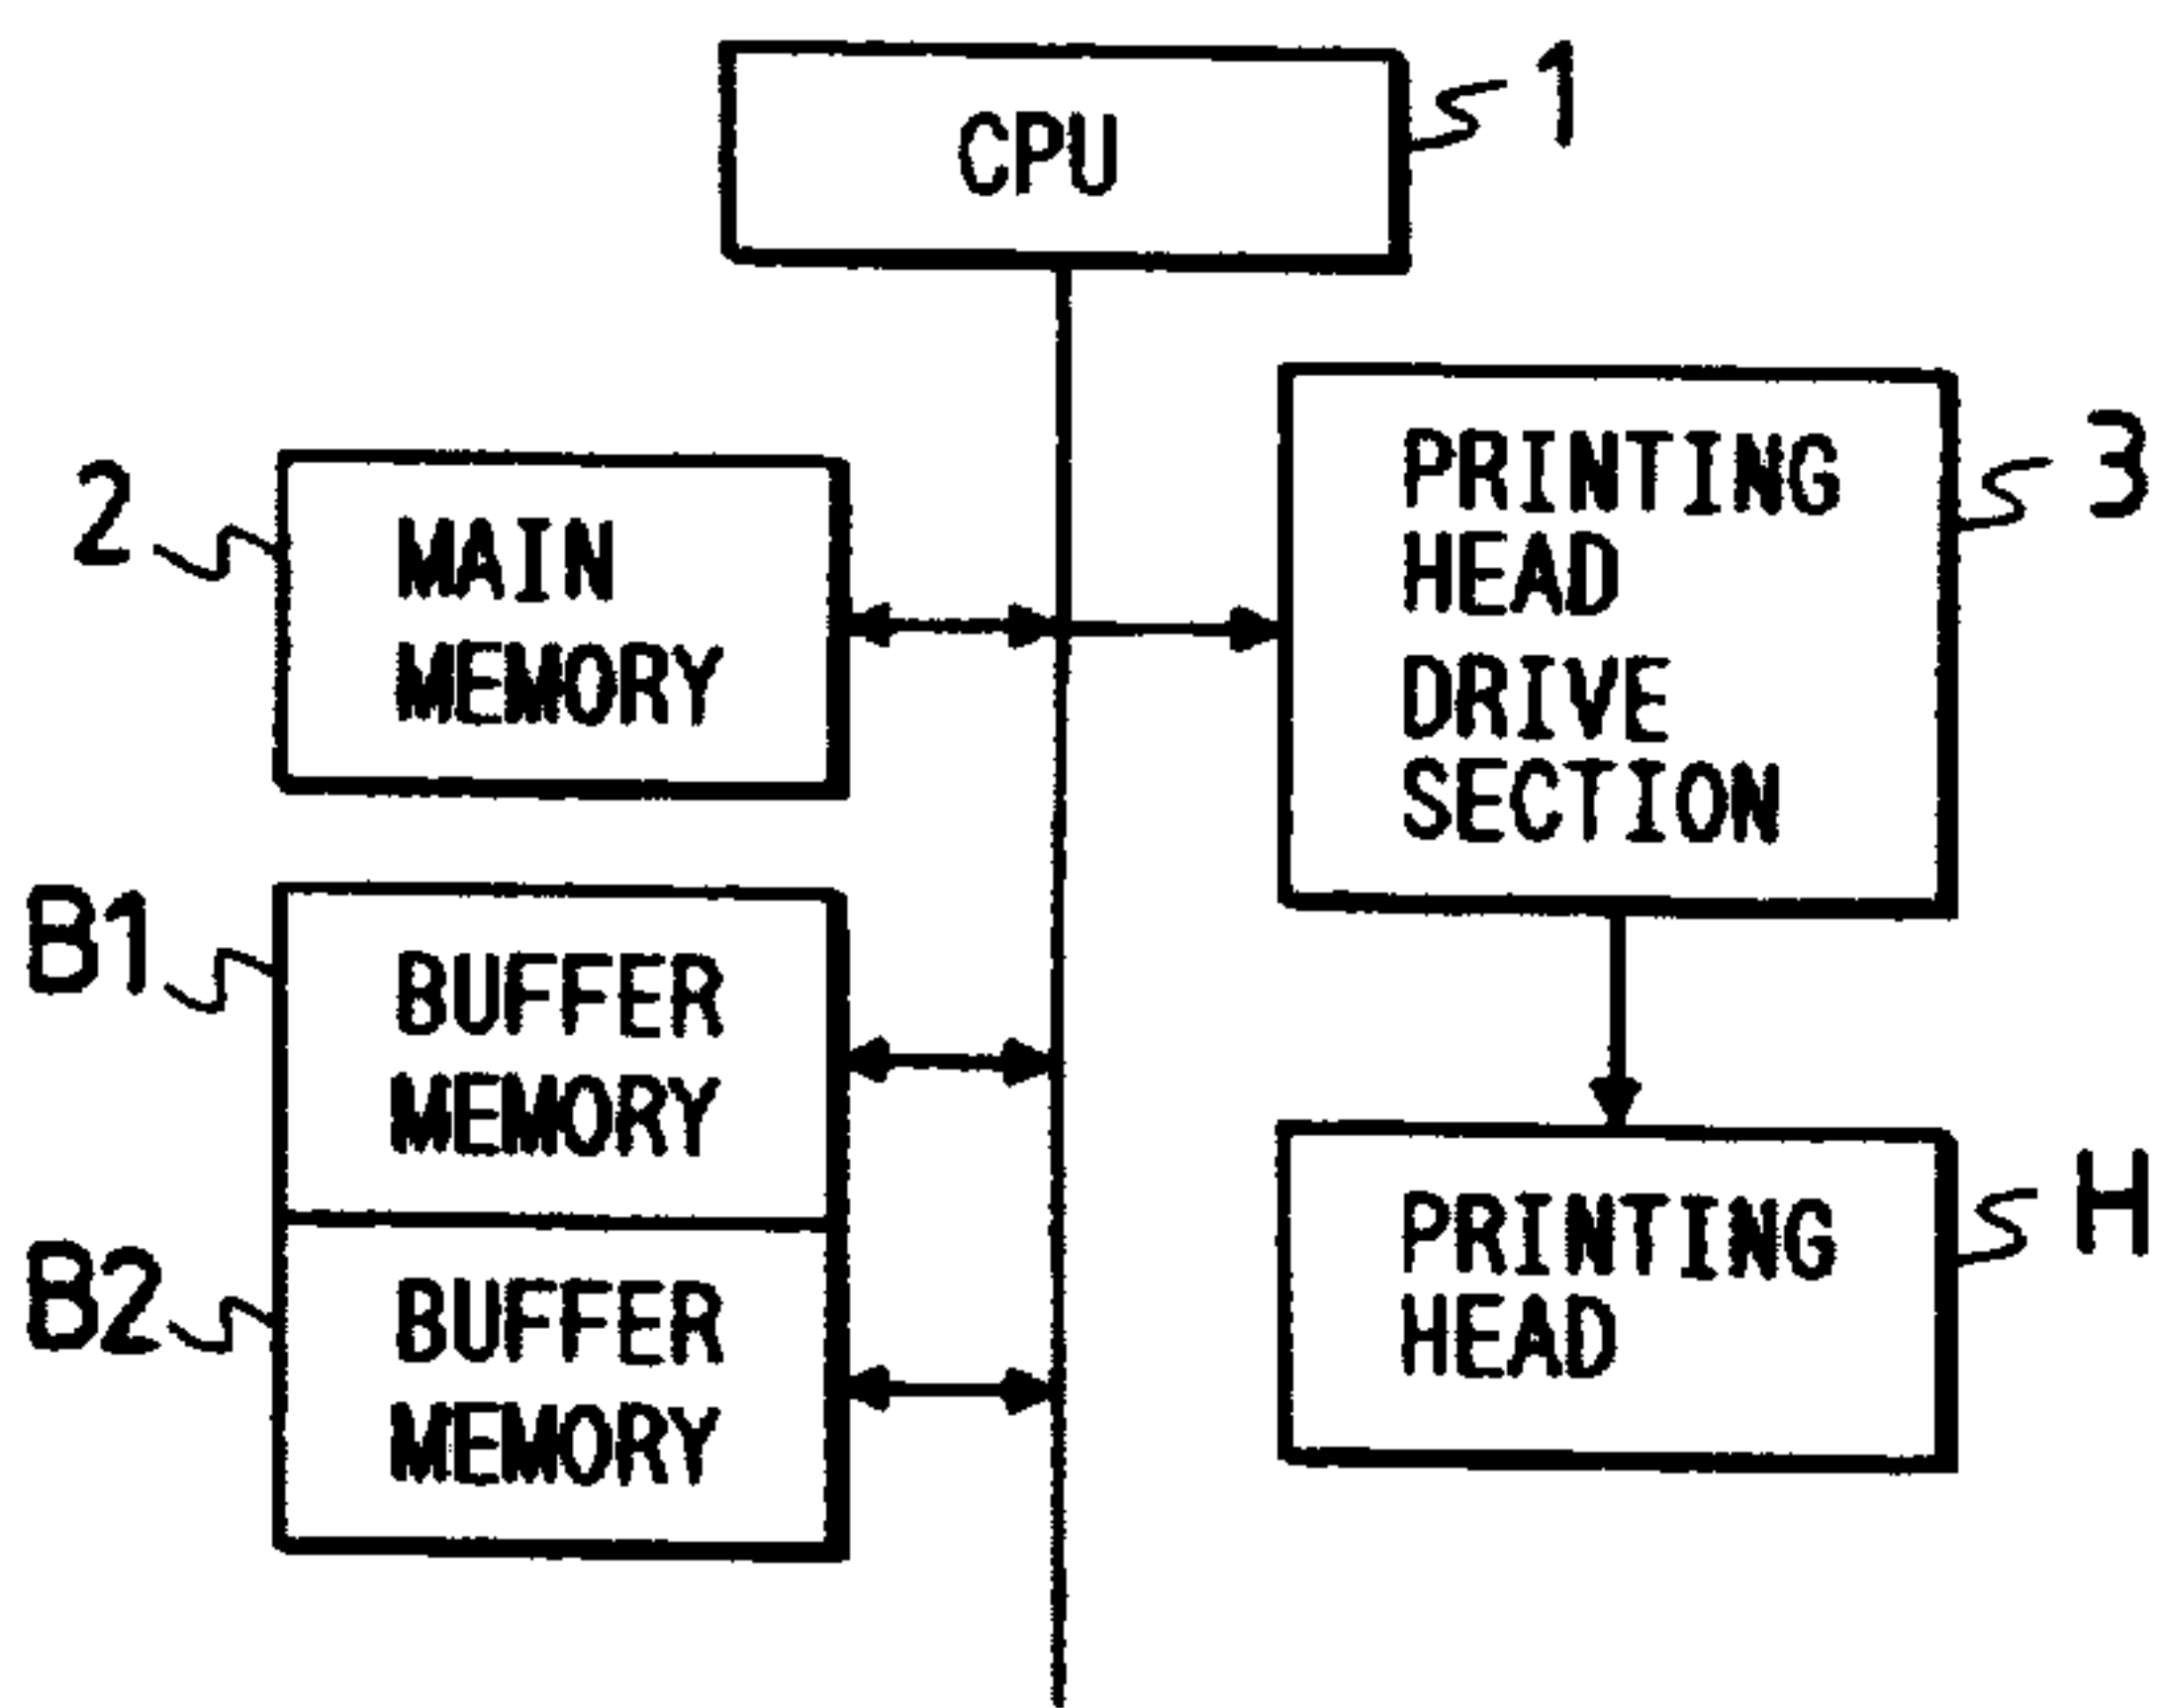 CPU
1
2
MAIN
MEMORY
PRINTING
HEAD
DRIVE
SECTION
3
B1
BUFFER
MEMORY
B2
BUFFER
MEMORY
PRINTING
HEAD
H